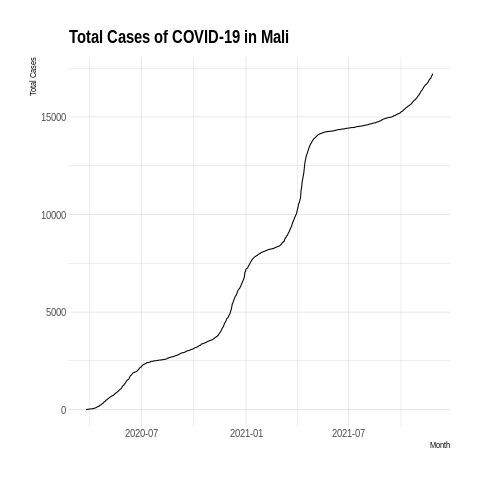 Total Cases of COVID-19 in Mali
Total Cases
15000
10000
5000
0
2020-07
2021-01
2021-07
Month